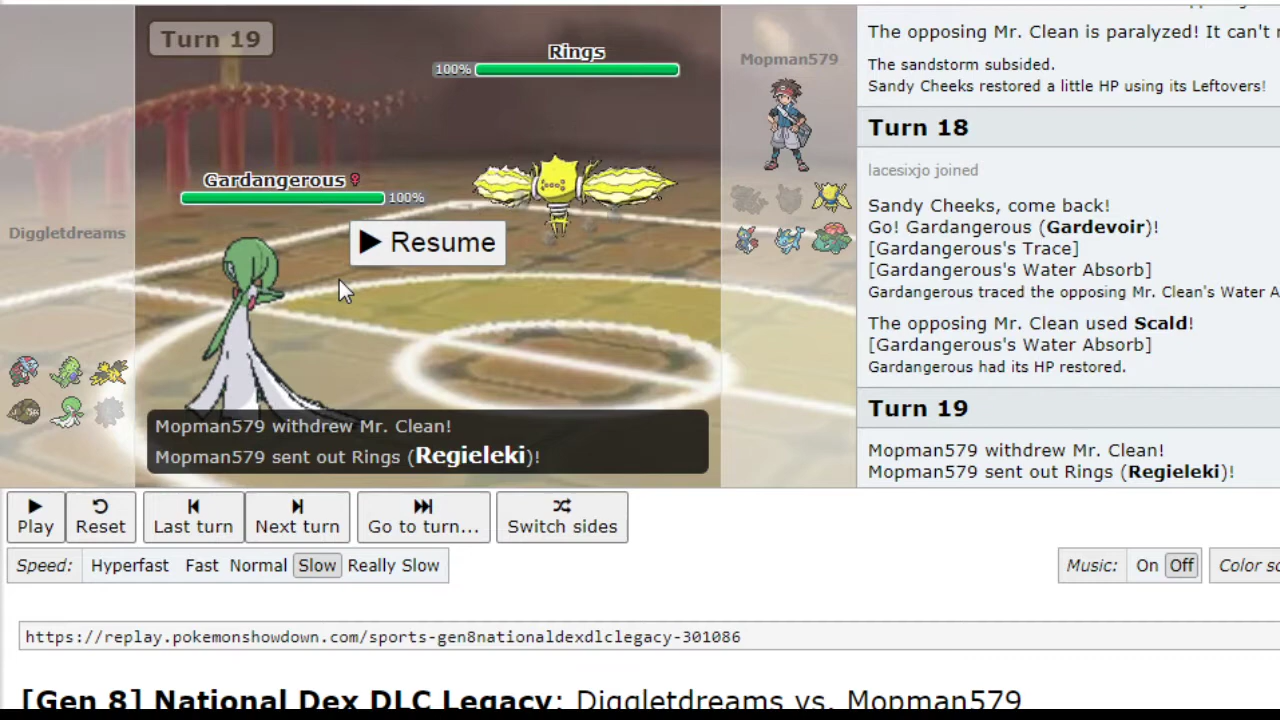 Turn 19
Rings
100%
Mopman579
Gardangerous
100%
Diggletdreams
Resume
Mopman579 withdrew Mr. Clean!
Mopman579 sent out Rings (Regieleki)!
The opposing Mr. Clean is paralyzed! It can't
The sandstorm subsided.
Sandy Cheeks restored a little HP using its Leftovers!
Turn 18
lacesixjo joined
Sandy Cheeks, come back!
Go! Gardangerous (Gardevoir)!
[Gardangerous's Trace]
[Gardangerous's Water Absorb]
Gardangerous traced the opposing Mr. Clean's Water A
The opposing Mr. Clean used Scald!
[Gardangerous's Water Absorb]
Gardangerous had its HP restored.
Turn 19
Mopman579 withdrew Mr. Clean!
Mopman579 sent out Rings (Regieleki)!
Play Reset Last turn Next turn Go to turn... Switch sides
Speed: Hyperfast Fast Normal Slow Really Slow Music: On Off Color sc
https://replay.pokemonshowdown.com/sports-gen8nationaldexdlclegacy-301086
[Gen 8] National Dex DLC Legacy: Diggletdreams vs. Mopman579